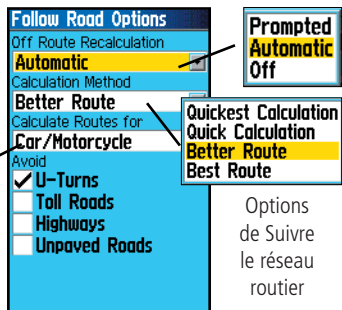 Follow Road Options
Off Route Recalculation
Automatic
Calculation Method
Better Route
Calculate Routes for
Car/Motorcycle
Avoid
U-Turns
Toll Roads
Highways
Unpaved Roads
Prompted
Automatic
Off
Quickest Calculation
Quick Calculation
Better Route
Best Route
Options
de Suivre
le réseau
routier